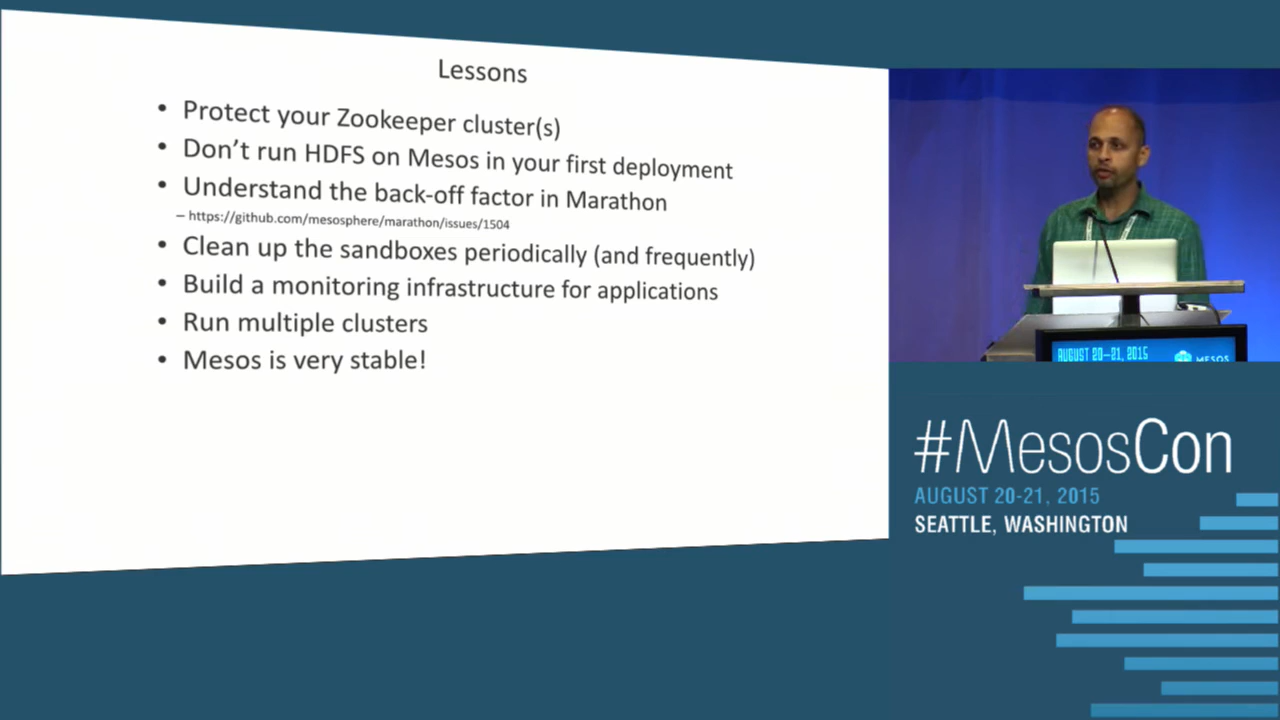 Lessons
• Protect your Zookeeper cluster(s)
• Don’t run HDFS on Mesos in your first deployment
• Understand the back-off factor in Marathon
– https://github.com/mesosphere/marathon/issues/1504
• Clean up the sandboxes periodically (and frequently)
• Build a monitoring infrastructure for applications
• Run multiple clusters
• Mesos is very stable!
AUGUST 20–21, 2015
MESOS
#MesosCon
AUGUST 20-21, 2015
SEATTLE, WASHINGTON